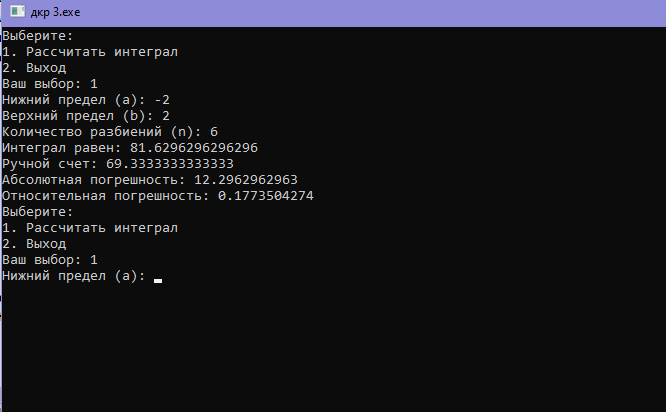 дкр 3.exe
Выберите:
1. Рассчитать интеграл
2. Выход
Ваш выбор: 1
Нижний предел (a): -2
Верхний предел (b): 2
Количество разбиений (n): 6
Интеграл равен: 81.6296296296296
Ручной счет: 69.3333333333333
Абсолютная погрешность: 12.2962962963
Относительная погрешность: 0.1773504274
Выберите:
1. Рассчитать интеграл
2. Выход
Ваш выбор: 1
Нижний предел (a):